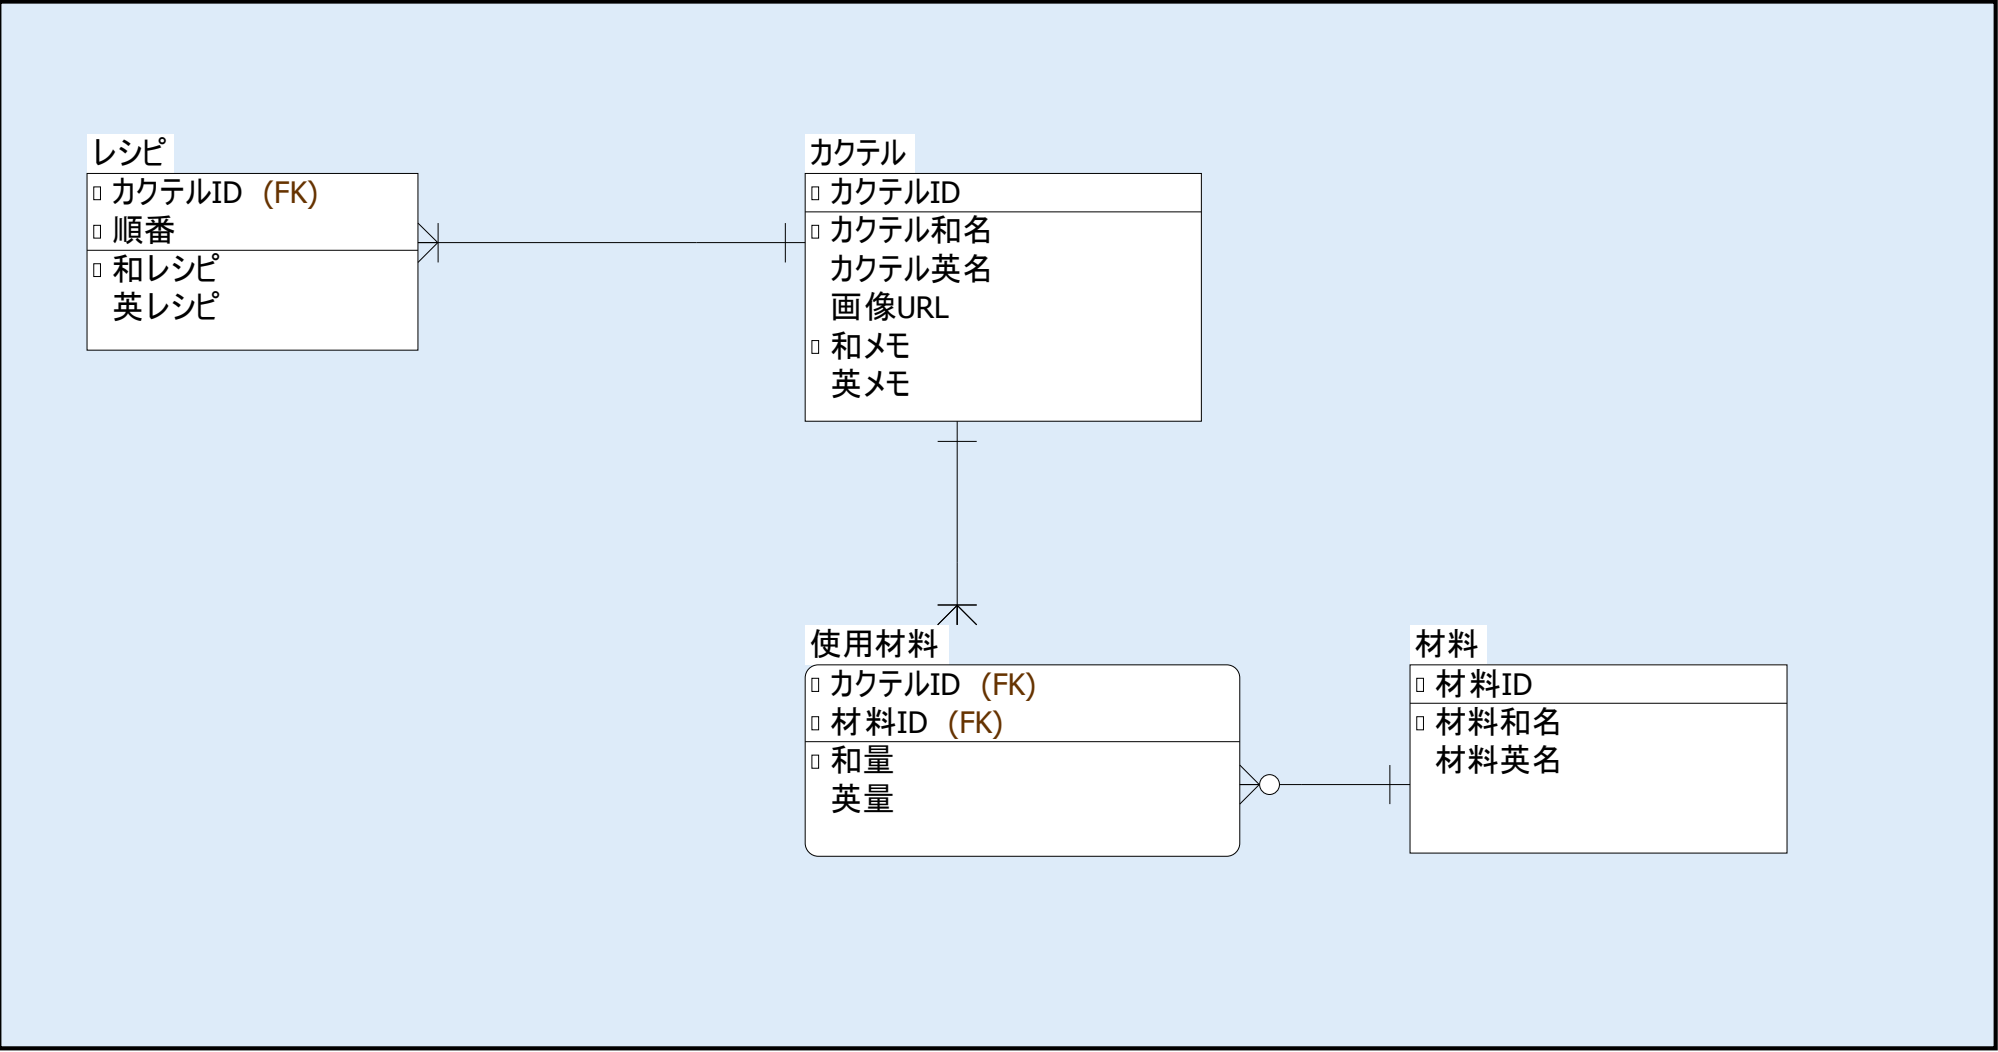 レシピ
カクテルID (FK)
順番
和レシピ
英レシピ
カクテル
カクテルID
カクテル和名
カクテル英名
画像URL
和メモ
英メモ
使用材料
カクテルID (FK)
材料ID (FK)
和量
英量
材料
材料ID
材料和名
材料英名